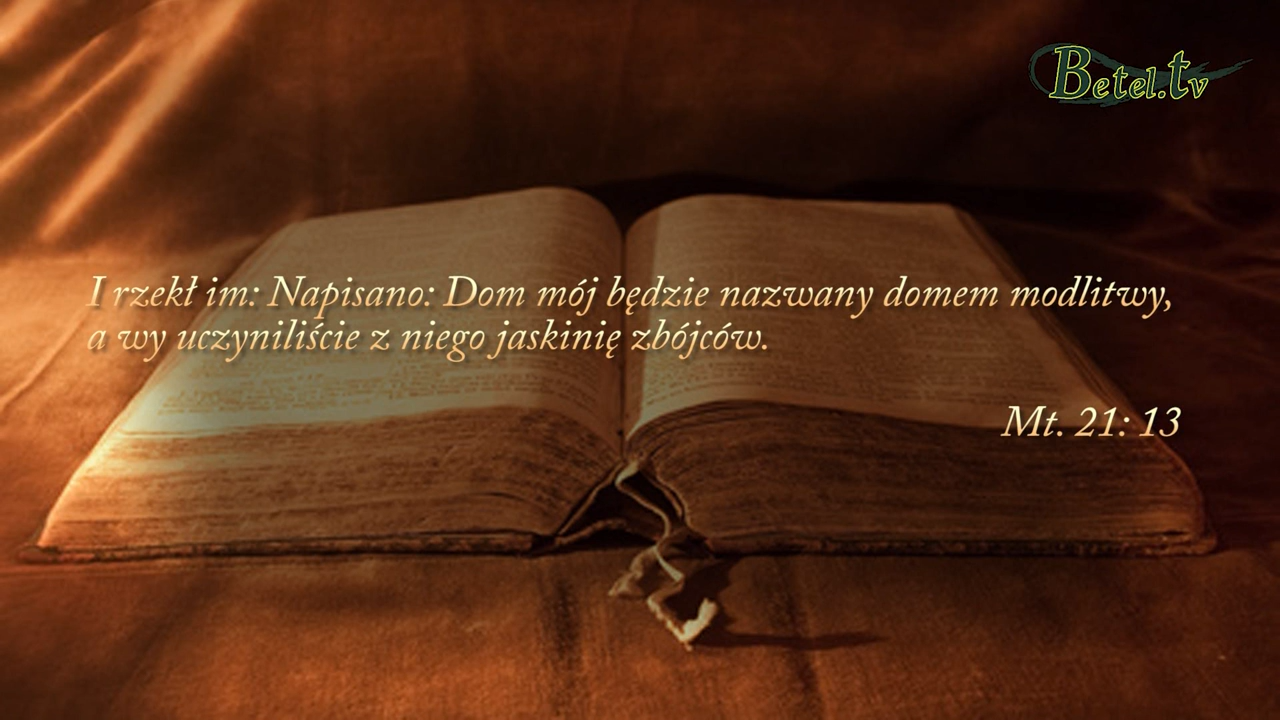 Betel.tv
I rzekł im: Napisano: Dom mój będzie nazwany domem modlitwy,
a wy uczyniliście z niego jaskinię zbójców.
Mt. 21: 13